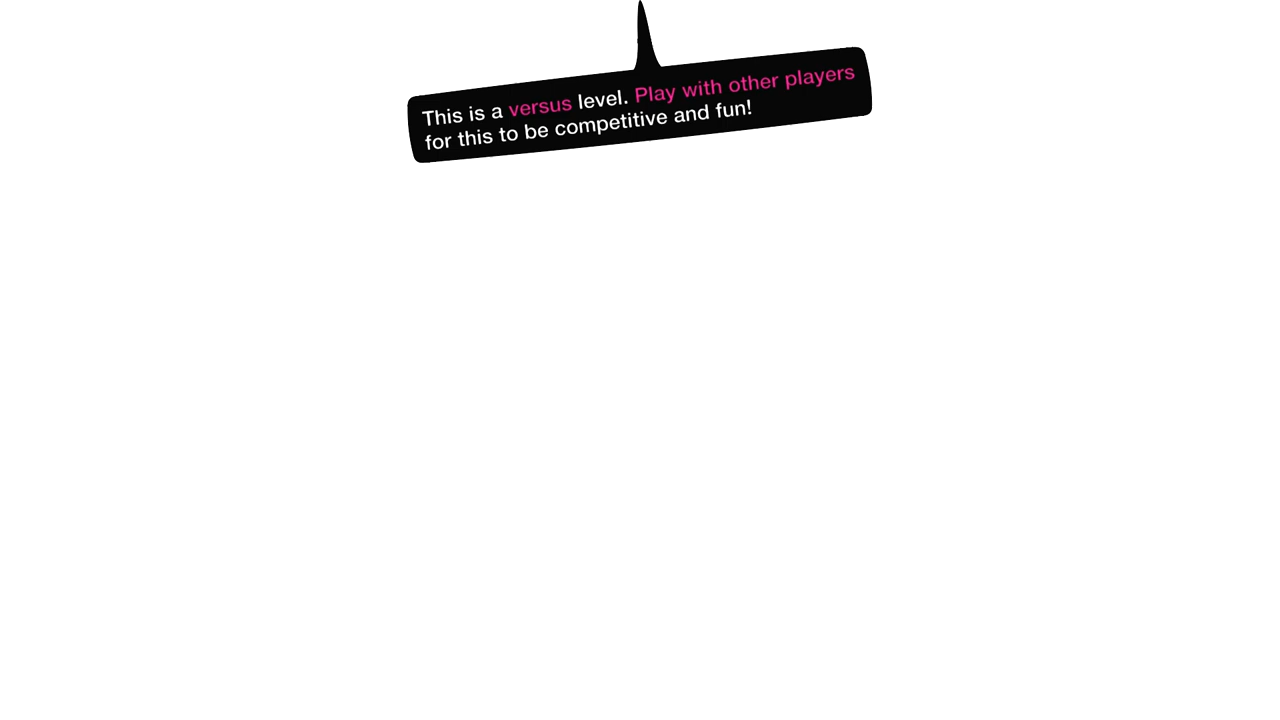 This is a versus level. Play with other players
for this to be competitive and fun!